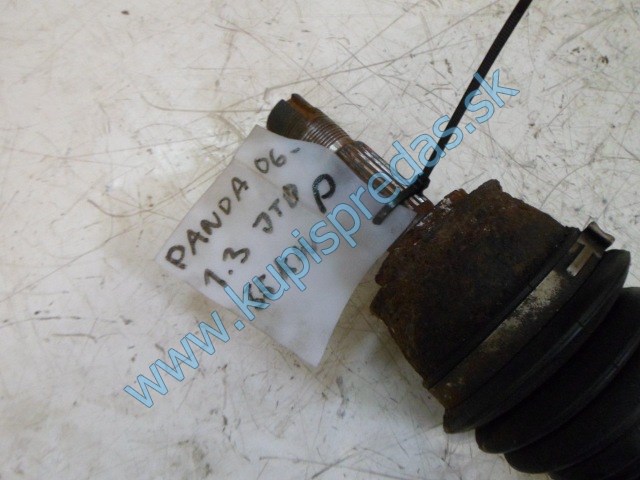 PANDA 06-
1.3 JTD
P
www.kupispredas.sk